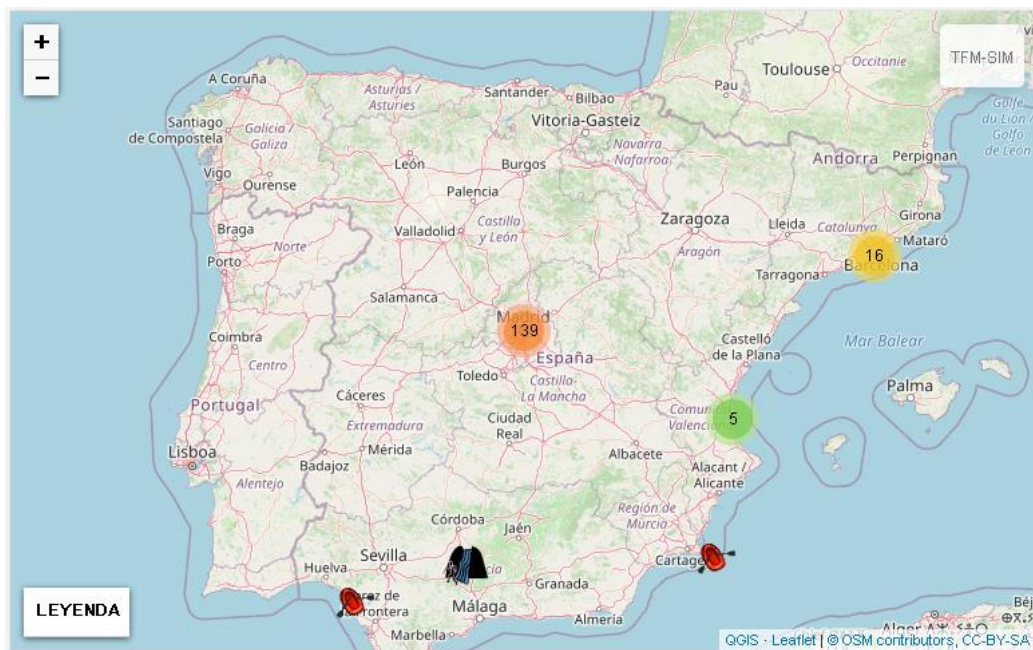 +
−
TFM-SIM
A Coruña
Asturias /
Asturies
Santander
Bilbao
Vitoria-Gasteiz
Toulouse
Occitanie
Pau
Golfe
du Lion /
Golfo
de León
Santiago
de Compostela
Galicia /
Galiza
León
Burgos
Navarra -
Nafarroa
Andorra
Perpignan
Vigo
Ourense
Palencia
Castilla
y León
Zaragoza
Lleida
Catalunya
Girona
Mataró
Braga
Norte
Valladolid
Aragón
16
Barcelona
Tarragona
Porto
Salamanca
Madrid
139
España
Castelló
de la Plana
Mar Balear
Coimbra
Centro
Toledo
Castilla-
La Mancha
Palma
Portugal
Cáceres
Ciudad
Real
5
Extremadura
Mérida
Lisboa
Badajoz
Albacete
Alacant /
Alicante
Alentejo
Región de
Murcia
Córdoba
Jaén
Sevilla
Huelva
Granada
Málaga
Almería
Marbella
LEYENDA
QGIS · Leaflet | © OSM contributors, CC-BY-SA